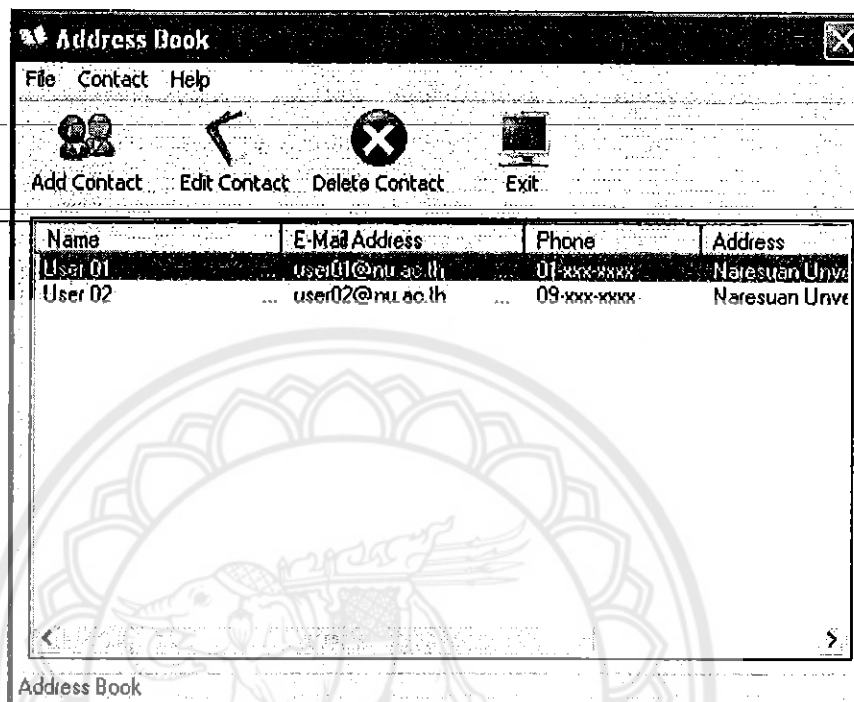 Address Book
File Contact Help
Add Contact Edit Contact Delete Contact Exit
Name E-Mail Address Phone Address
User 01 ... user01@nu.ac.th ... 01-xxx-xxxx Naresuan Unive
User 02 ... user02@nu.ac.th ... 09-xxx-xxxx Naresuan Unive
Address Book